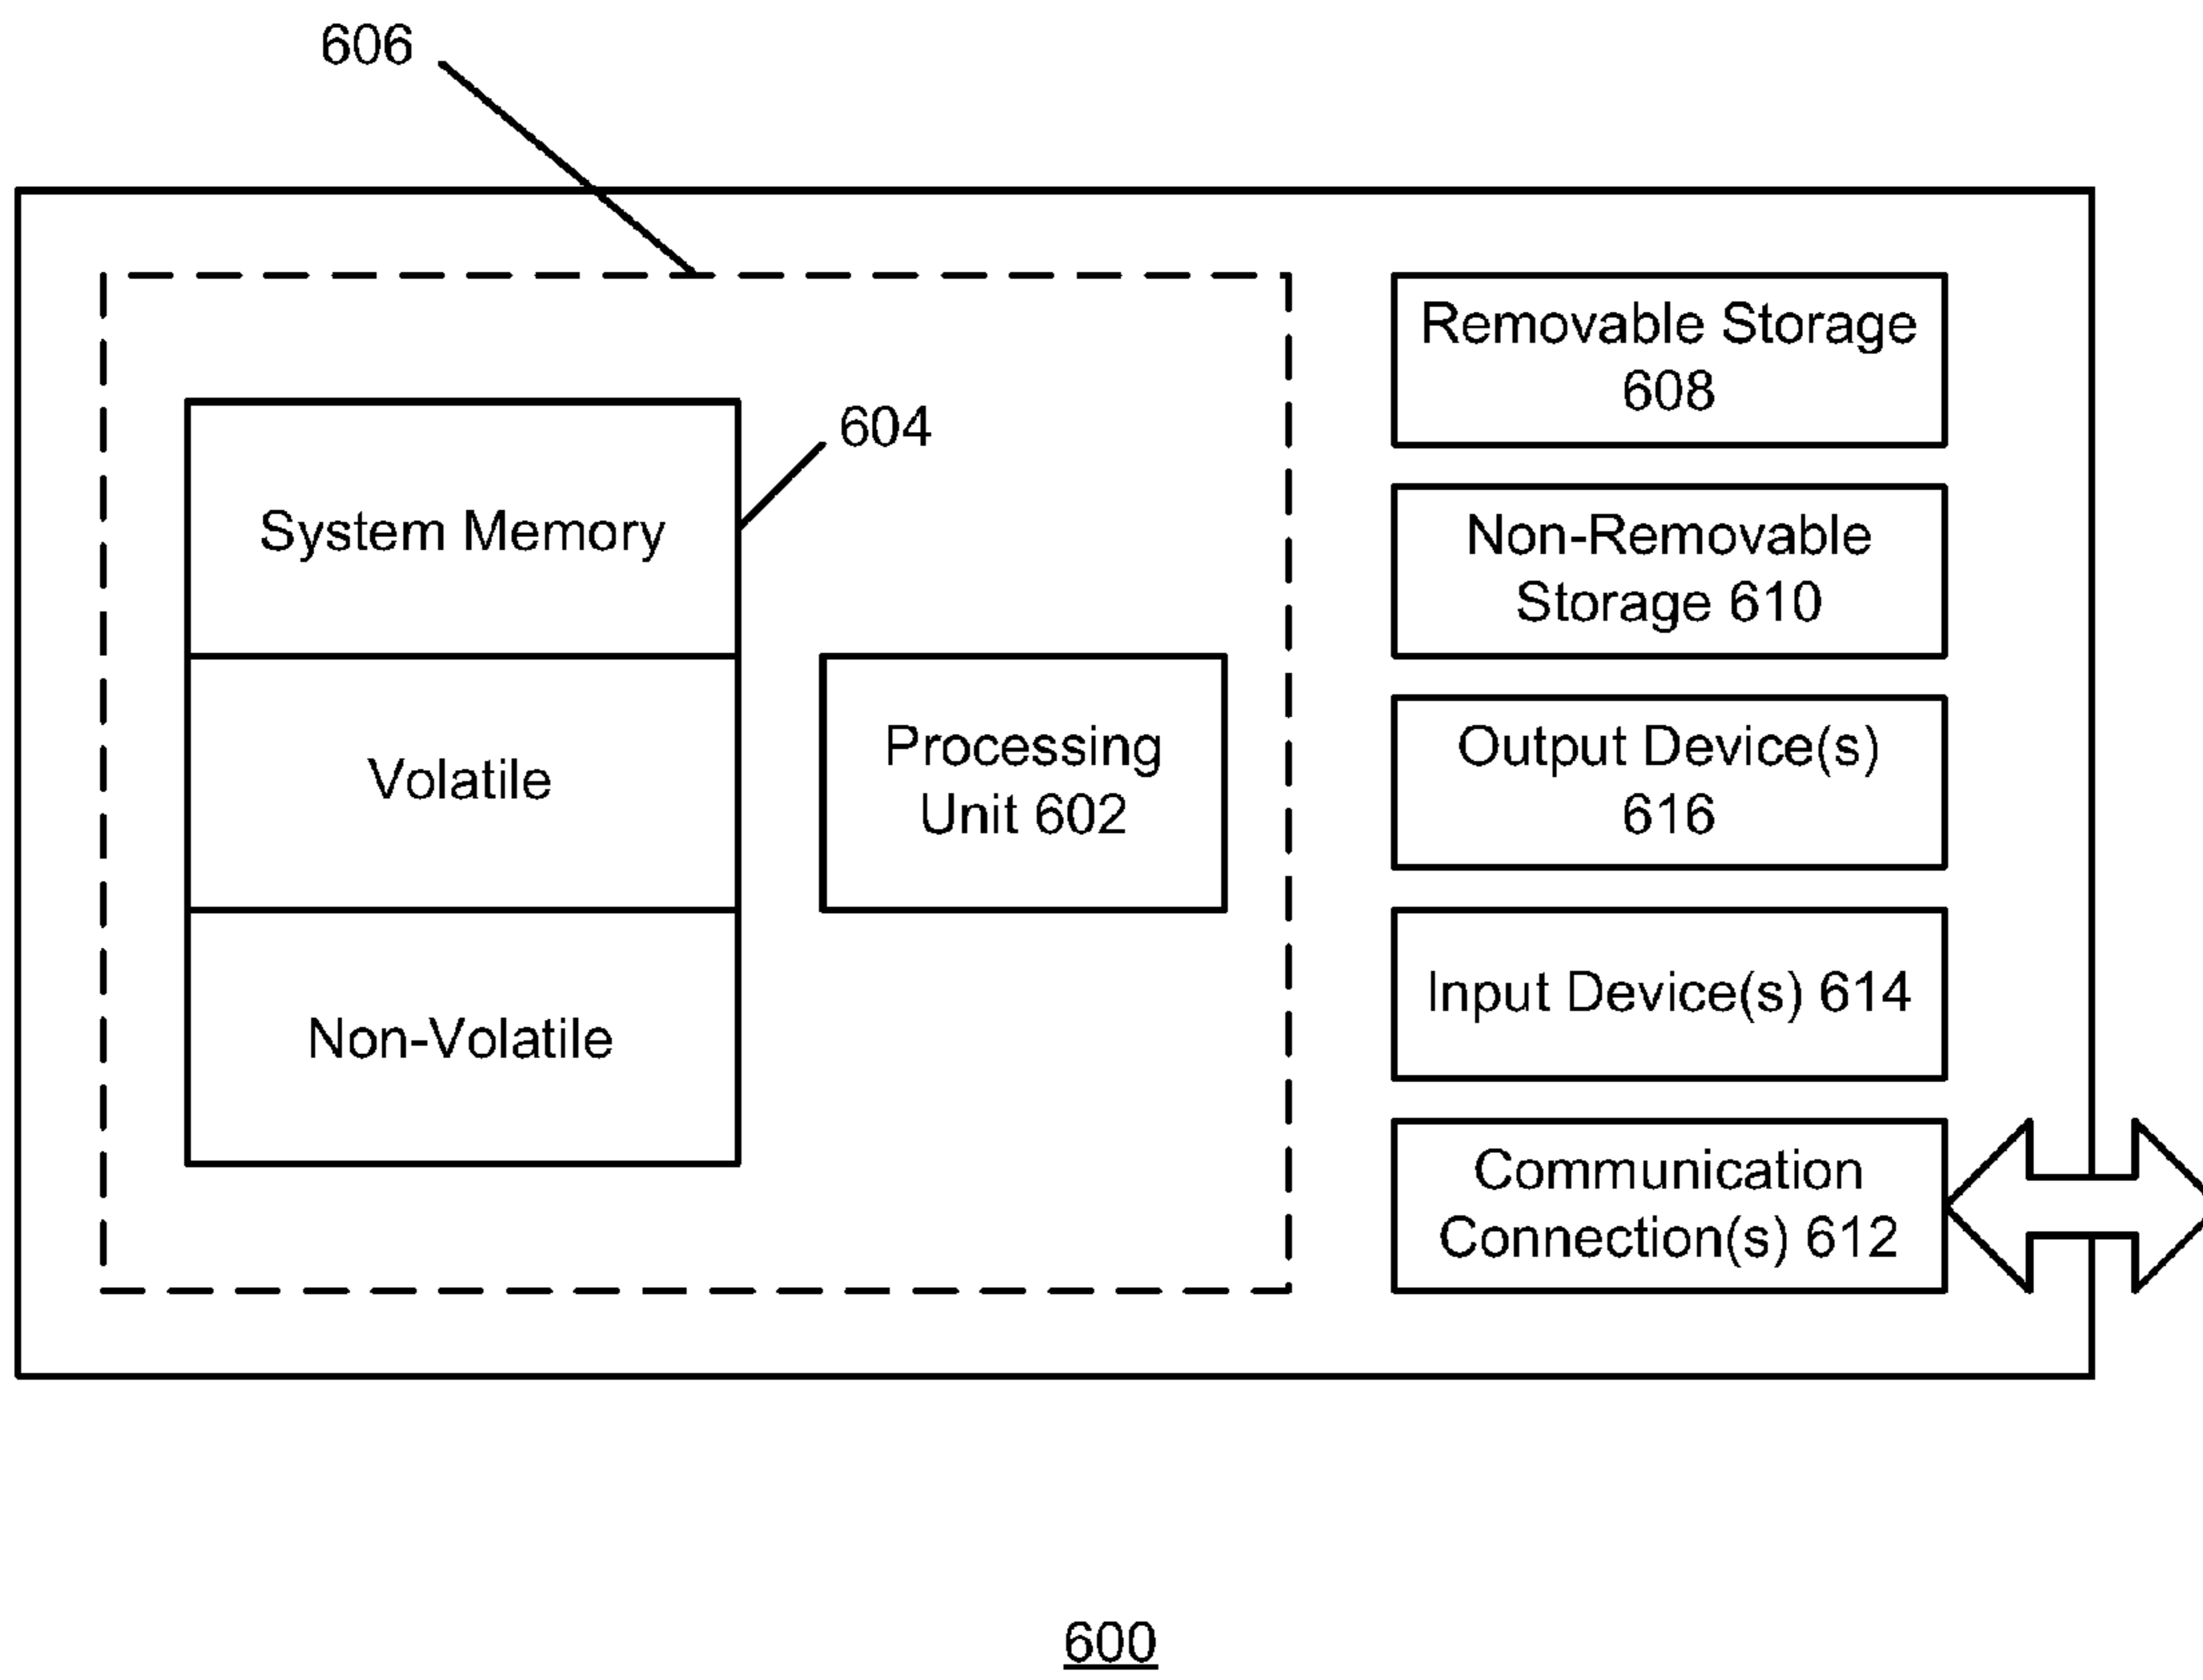 606
604
System Memory
Volatile
Non-Volatile
Processing
Unit 602
Removable Storage
608
Non-Removable
Storage 610
Output Device(s)
616
Input Device(s) 614
Communication
Connection(s) 612
600